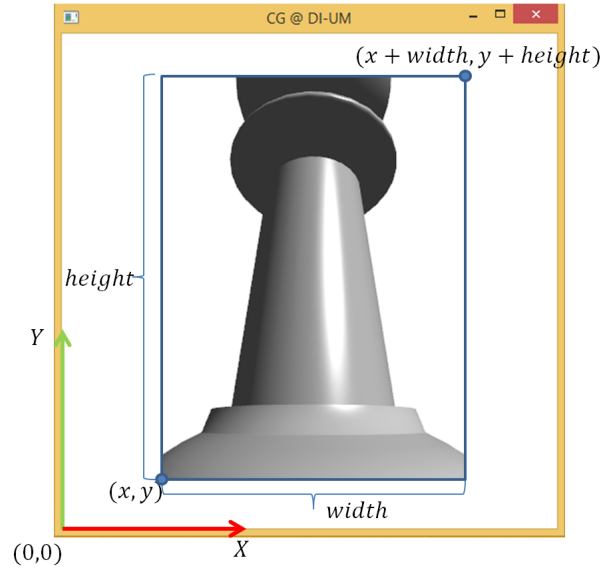 CG @ DI-UM
(x + width, y + height)
height
Y
(x, y)
width
(0,0)
X